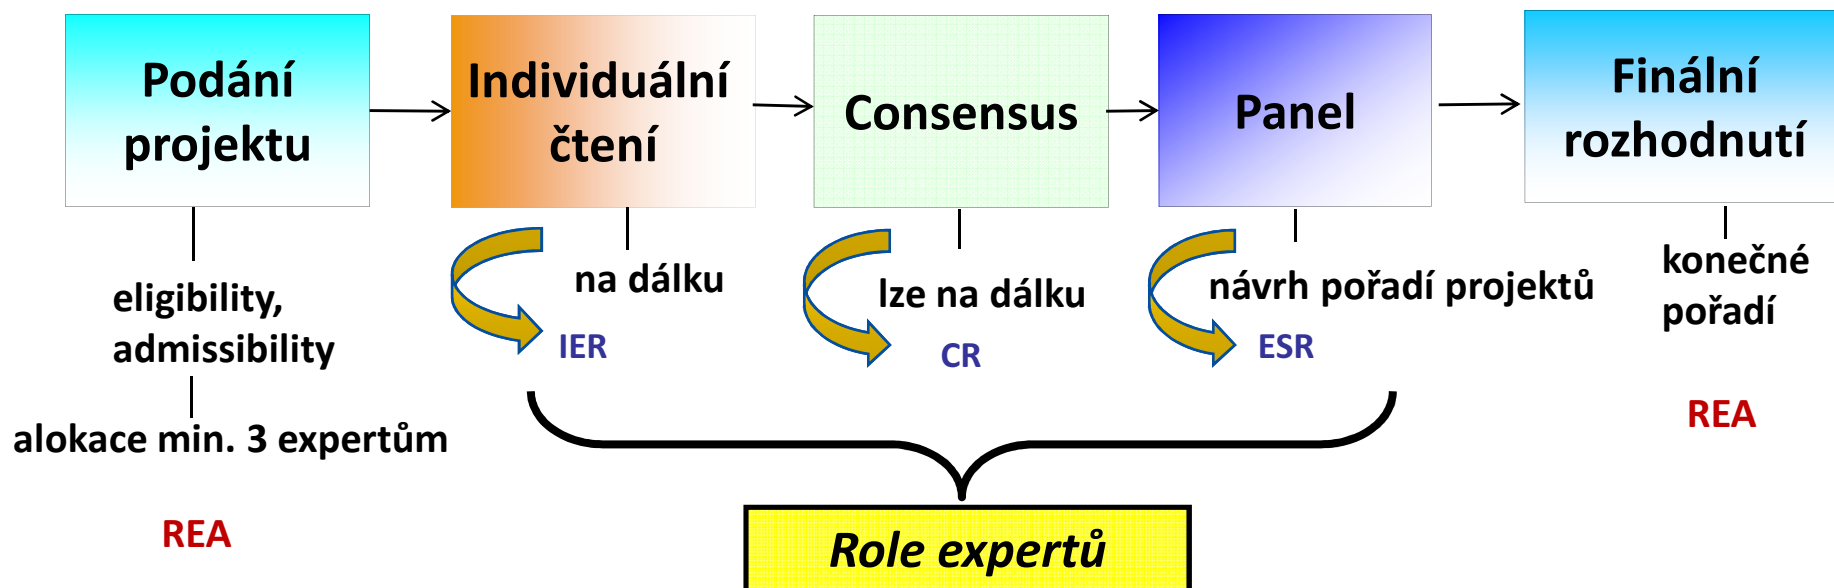 Podání
projektu
Individuální
čtení
Consensus
Panel
Finální
rozhodnutí
eligibility,
admissibility
alokace min. 3 expertům
REA
na dálku
IER
lze na dálku
CR
návrh pořadí projektů
ESR
konečné
pořadí
REA
Role expertů